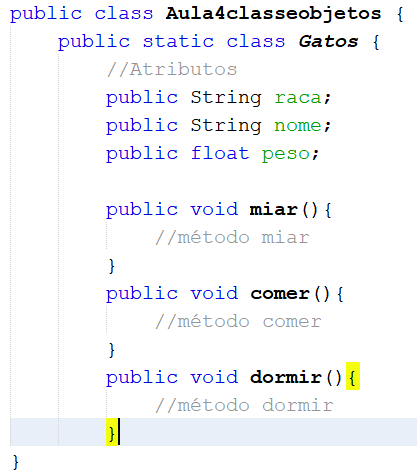 public class Aula4classeobjetos {
    public static class Gatos {
        //Atributos
        public String raca;
        public String nome;
        public float peso;

        public void miar(){
            //método miar
        }
        public void comer(){
            //método comer
        }
        public void dormir(){
            //método dormir
        }
}